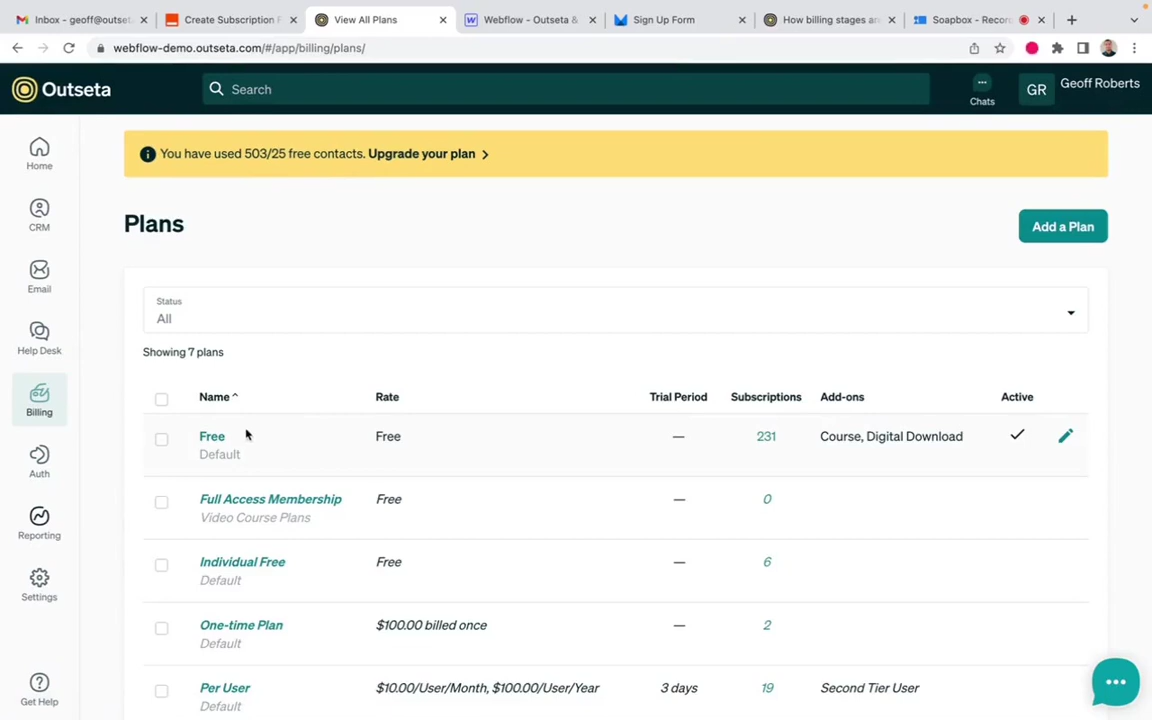 Inbox - geoff@outset
Create Subscription F
View All Plans
Webflow - Outseta &
Sign Up Form
How billing stages are
Soapbox - Record
webflow-demo.outseta.com/#/app/billing/plans/
Outseta
Search
Chats
GR
Geoff Roberts
Home
CRM
Email
Help Desk
Billing
Auth
Reporting
Settings
Get Help
You have used 503/25 free contacts. Upgrade your plan
Plans
Add a Plan
Status
All
Showing 7 plans
Name Rate Trial Period Subscriptions Add-ons Active
Free Free — 231 Course, Digital Download
Default
Full Access Membership Free — 0
Video Course Plans
Individual Free Free — 6
Default
One-time Plan $100.00 billed once — 2
Default
Per User $10.00/User/Month, $100.00/User/Year 3 days 19 Second Tier User
Default